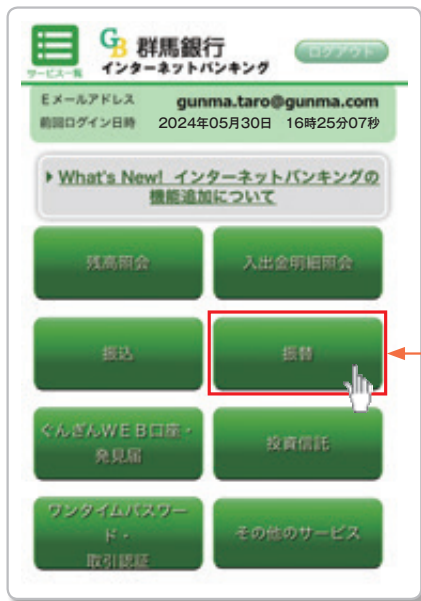 サービス一覧
GB 群馬銀行
インターネットバンキング
ログアウト
Eメールアドレス gunma.taro@gunma.com
前回ログイン日時 2024年05月30日 16時25分07秒
What's New! インターネットバンキングの
機能追加について
残高照会
入出金明細照会
振込
振替
ぐんぎんWEB口座・
発見届
投資信託
ワンタイムパスワー
ド・
取引認証
その他のサービス